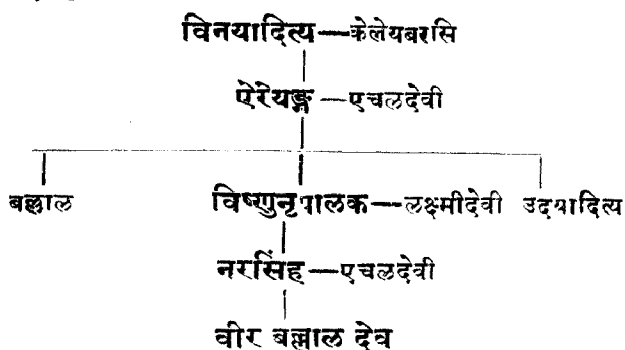 विनयादित्य—केलेयबरसि
ऐरेयङ्ग—एचलदेवी
बल्लाल विष्णुनृपालक—लक्ष्मीदेवी उदयादित्य
नरसिंह—एचलदेवी
वीर बल्लाल देव